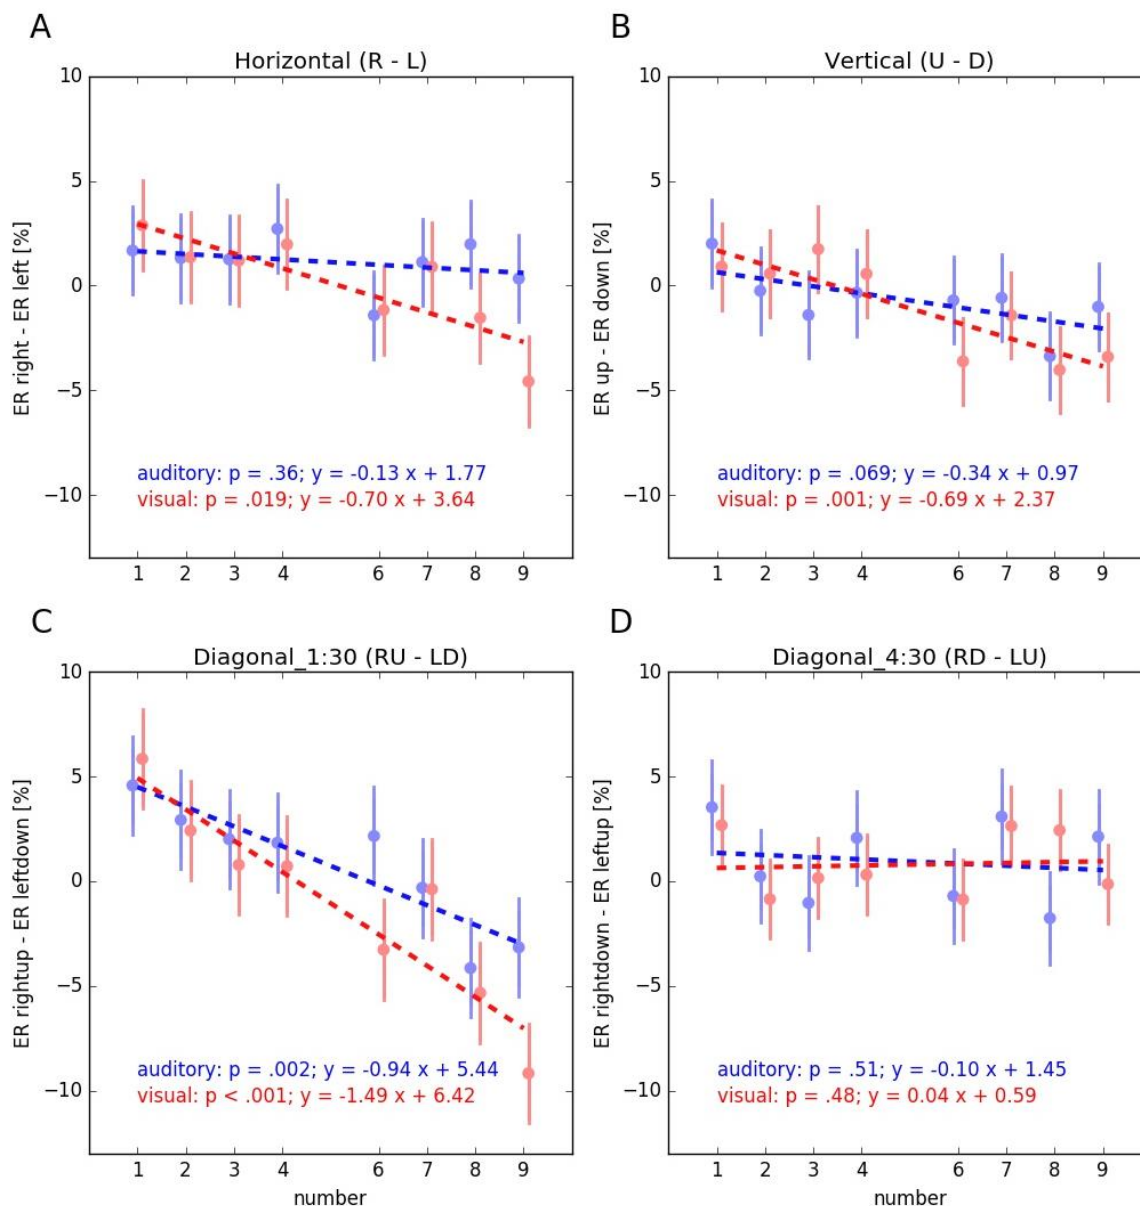 A
Horizontal (R - L)
10
5
0
−5
−10
ER right - ER left [%]
auditory: p = .36; y = -0.13 x + 1.77
visual: p = .019; y = -0.70 x + 3.64
1 2 3 4 6 7 8 9
B
Vertical (U - D)
10
5
0
−5
−10
ER up - ER down [%]
auditory: p = .069; y = -0.34 x + 0.97
visual: p = .001; y = -0.69 x + 2.37
1 2 3 4 6 7 8 9
C
Diagonal_1:30 (RU - LD)
10
5
0
−5
−10
ER rightup - ER leftdown [%]
auditory: p = .002; y = -0.94 x + 5.44
visual: p < .001; y = -1.49 x + 6.42
1 2 3 4 6 7 8 9
number
D
Diagonal_4:30 (RD - LU)
10
5
0
−5
−10
ER rightdown - ER leftup [%]
auditory: p = .51; y = -0.10 x + 1.45
visual: p = .48; y = 0.04 x + 0.59
1 2 3 4 6 7 8 9
number